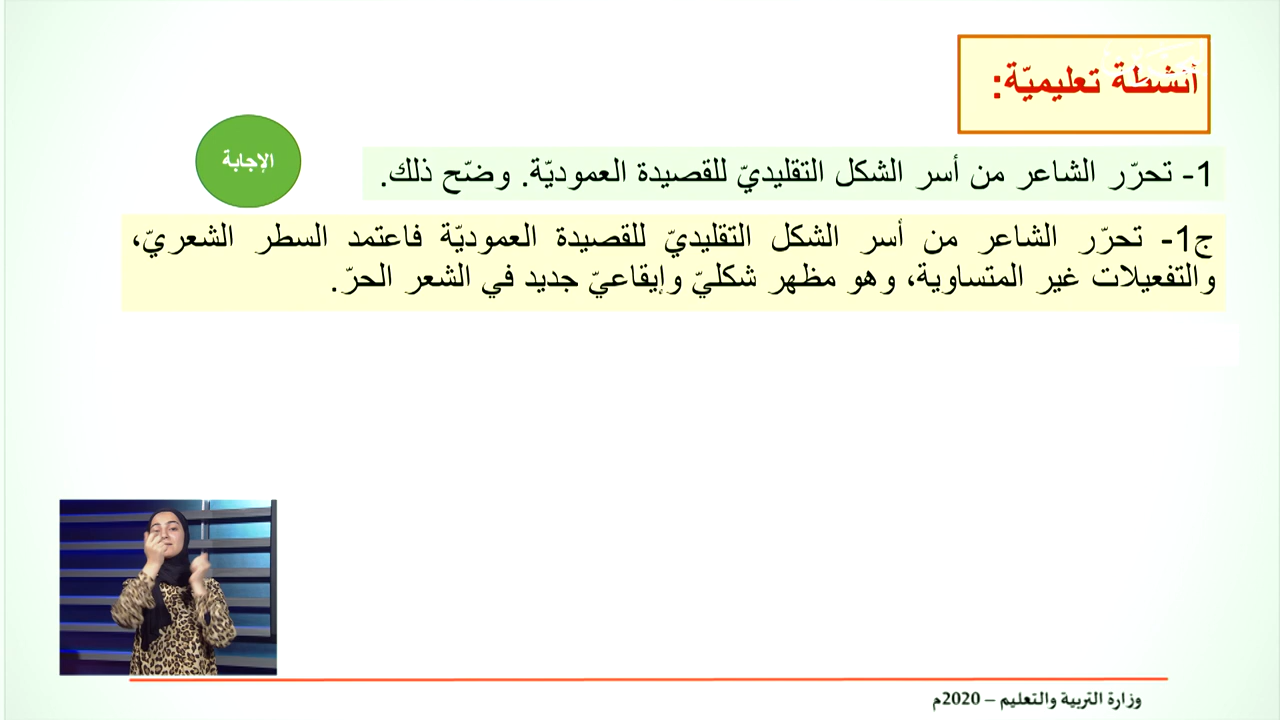 أنشطة تعليميّة:
1- تحرّر الشاعر من أسر الشكل التقليديّ للقصيدة العموديّة. وضّح ذلك.
الإجابة
ج1- تحرّر الشاعر من أسر الشكل التقليديّ للقصيدة العموديّة فاعتمد السطر الشعريّ،
والتفعيلات غير المتساوية، وهو مظهر شكليّ وإيقاعيّ جديد في الشعر الحرّ.
وزارة التربية والتعليم – 2020م